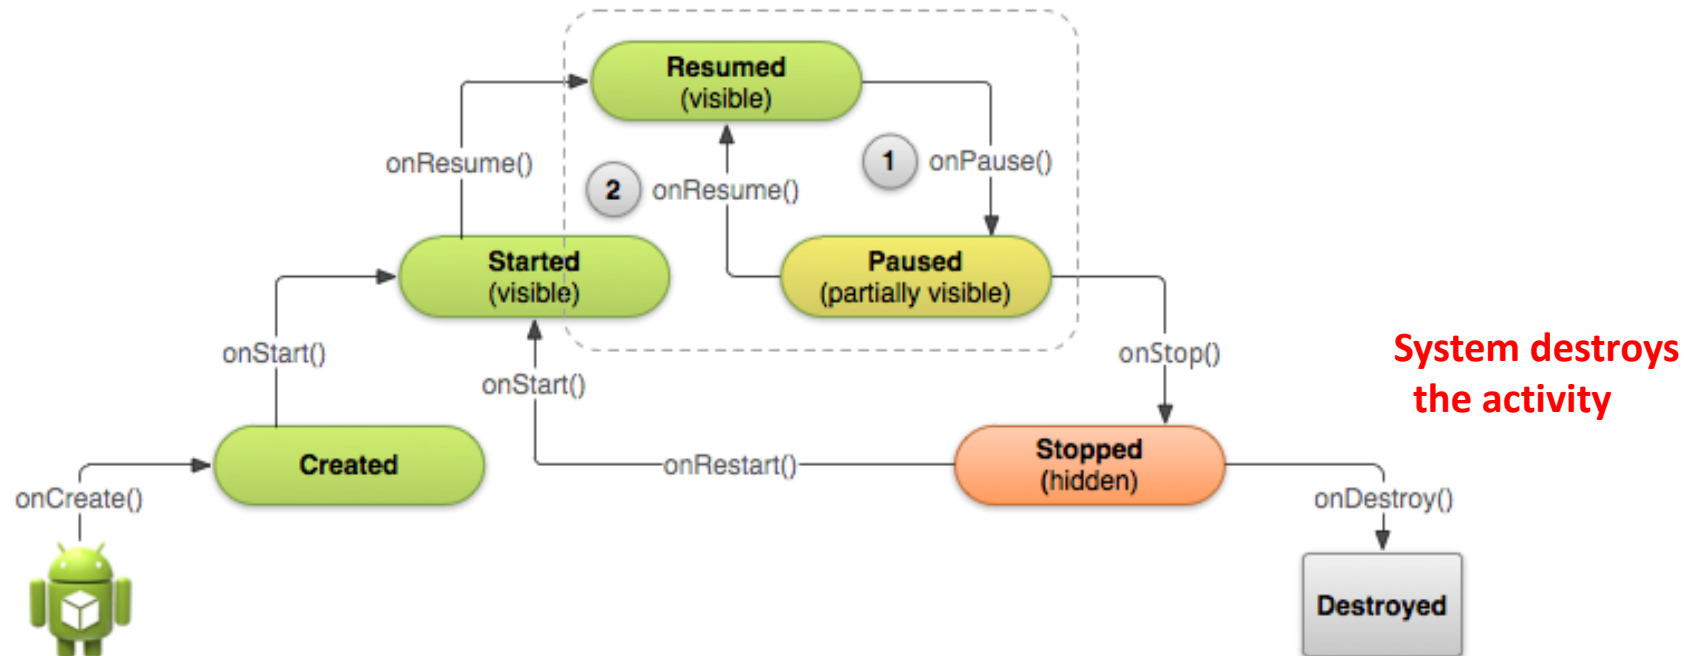 Resumed
(visible)
onResume()
1
onPause()
2
onResume()
Started
(visible)
Paused
(partially visible)
onStart()
onStart()
onStop()
System destroys
the activity
Created
onRestart()
Stopped
(hidden)
onCreate()
onDestroy()
Destroyed